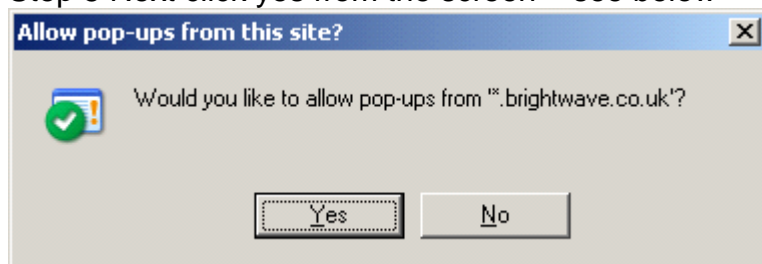 Allow pop-ups from this site?
Would you like to allow pop-ups from '*.brightwave.co.uk'?
Yes
No